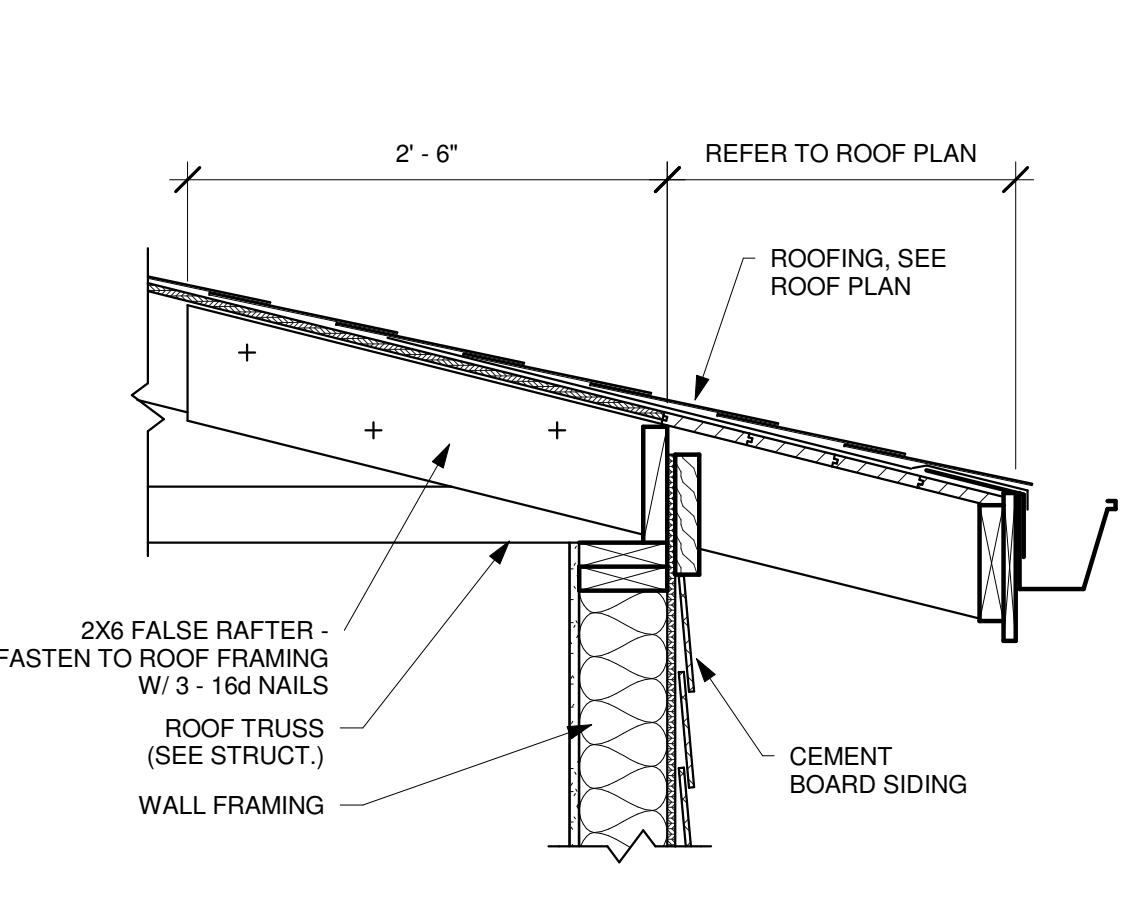 2' - 6"
REFER TO ROOF PLAN
ROOFING, SEE
ROOF PLAN
2X6 FALSE RAFTER -
FASTEN TO ROOF FRAMING
W/ 3 - 16d NAILS
ROOF TRUSS
(SEE STRUCT.)
WALL FRAMING
CEMENT
BOARD SIDING